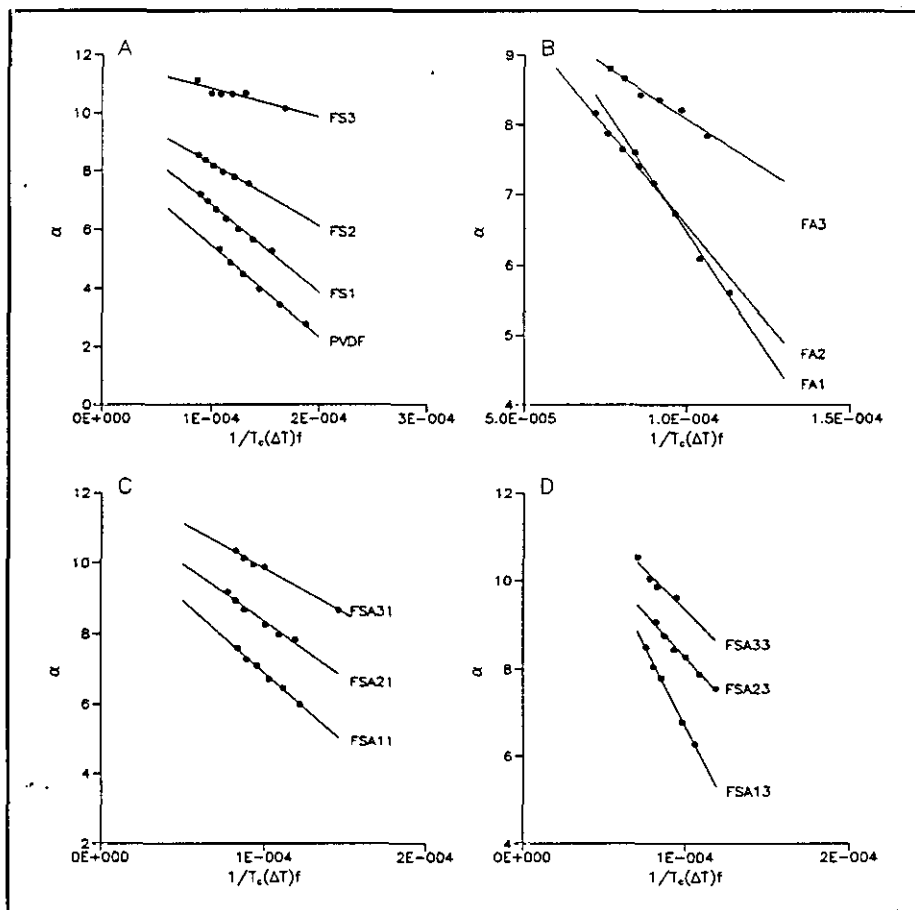 A
12
10
8
6
4
2
0
α
FS3
FS2
FS1
PVDF
0E+000 1E-004 2E-004 3E-004
1/Tc(ΔT)f
B
9
8
7
6
5
4
α
FA3
FA2
FA1
5.0E-005 1.0E-004 1.5E-004
1/Tc(ΔT)f
C
12
10
8
6
4
2
α
FSA31
FSA21
FSA11
0E+000 1E-004 2E-004
1/Tc(ΔT)f
D
12
10
8
6
4
α
FSA33
FSA23
FSA13
0E+000 1E-004 2E-004
1/Tc(ΔT)f